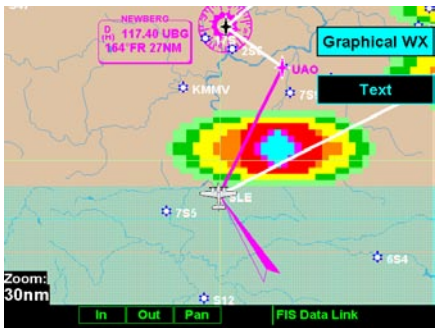 NEWBERG
D
(H) 117.40 UBG
164°FR 27NM
Graphical WX
2S6
UAO
Text
KMMV
SLE
7S5
6S4
Zoom:
30nm
S12
In Out Pan FIS Data Link